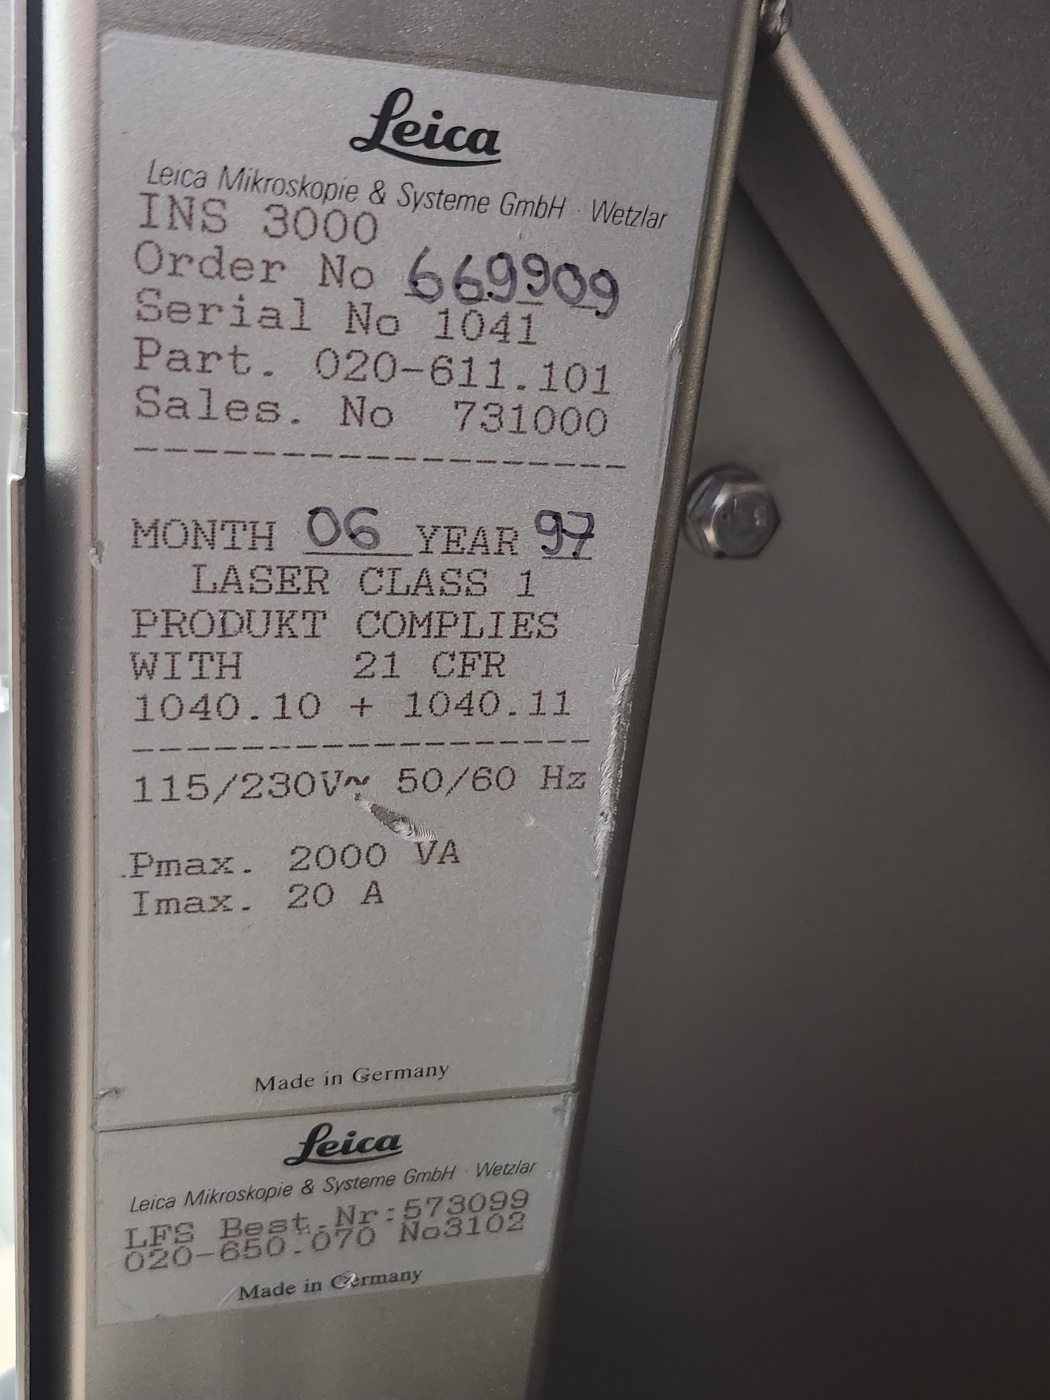 Leica
Leica Mikroskopie & Systeme GmbH · Wetzlar
INS 3000
Order No 669909
Serial No 1041
Part. 020-611.101
Sales. No 731000
------------------
MONTH 06 YEAR 97
LASER CLASS 1
PRODUKT COMPLIES
WITH 21 CFR
1040.10 + 1040.11
------------------
115/230V~ 50/60 Hz
Pmax. 2000 VA
Imax. 20 A
Made in Germany
Leica
Leica Mikroskopie & Systeme GmbH · Wetzlar
LFS Best.Nr:573099
020-650.070 No3102
Made in Germany